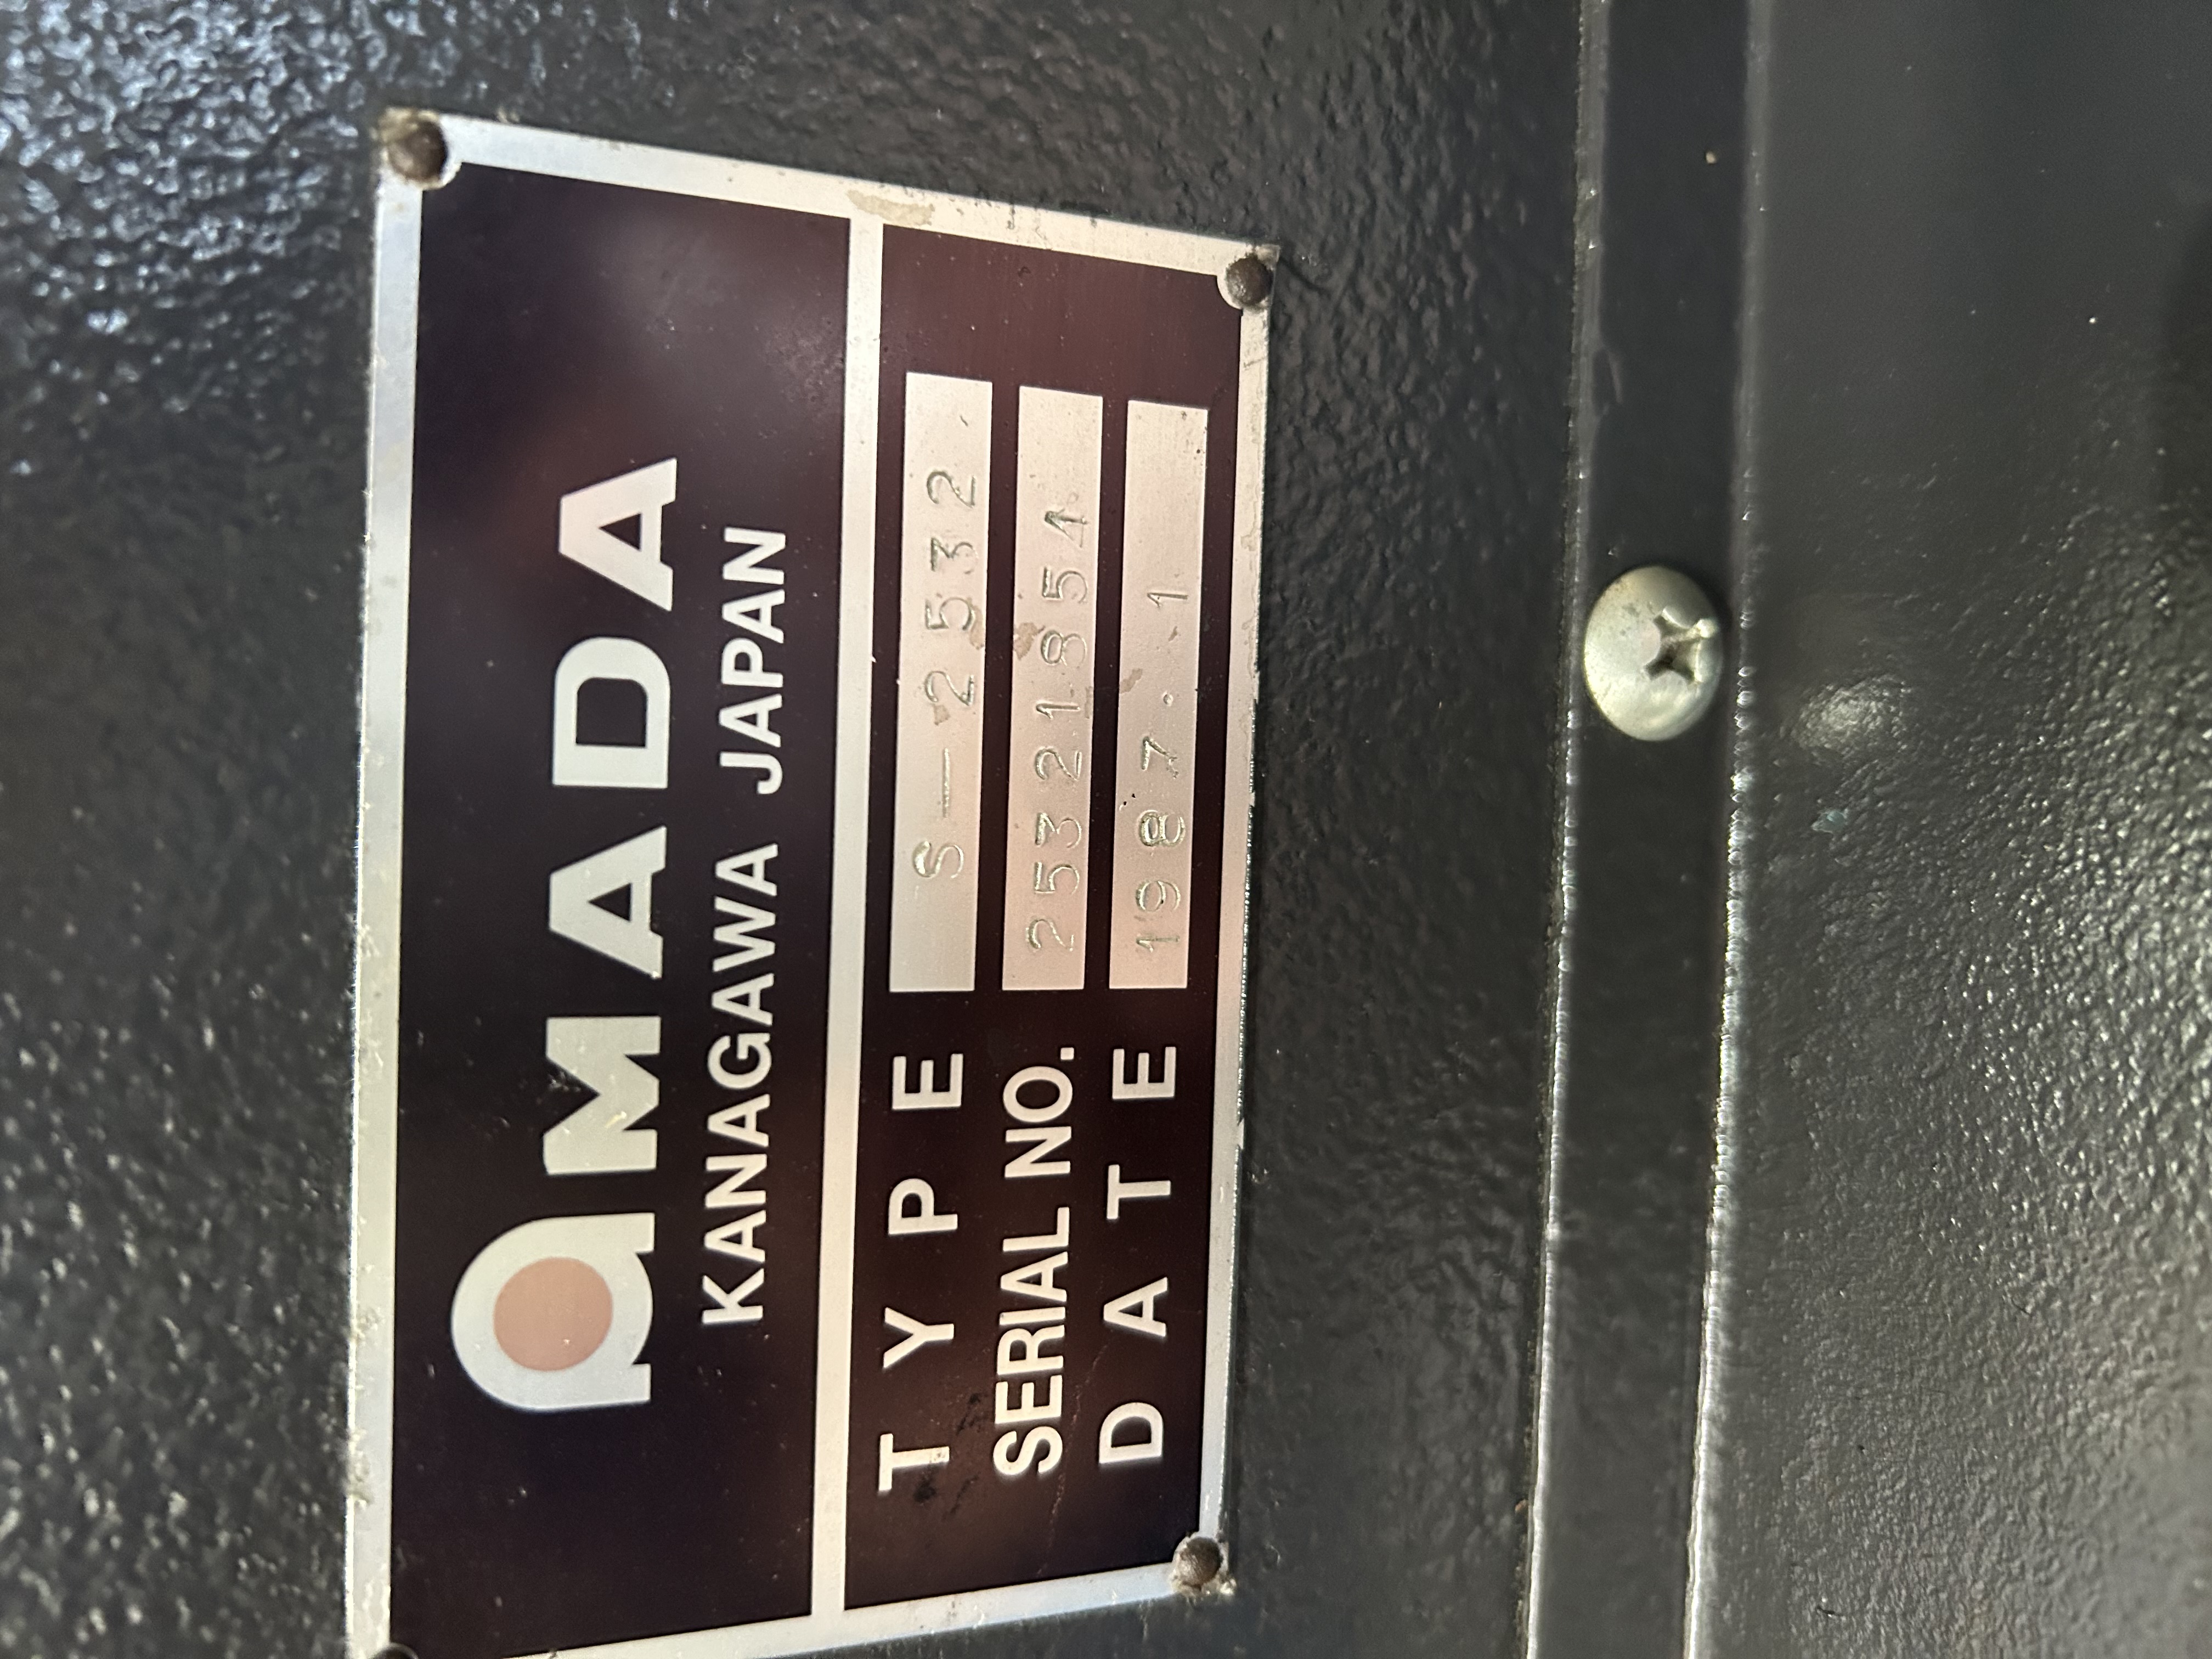 AMADA
KANAGAWA JAPAN
TYPE S-2532
SERIAL NO. 25321854
DATE 1987.1